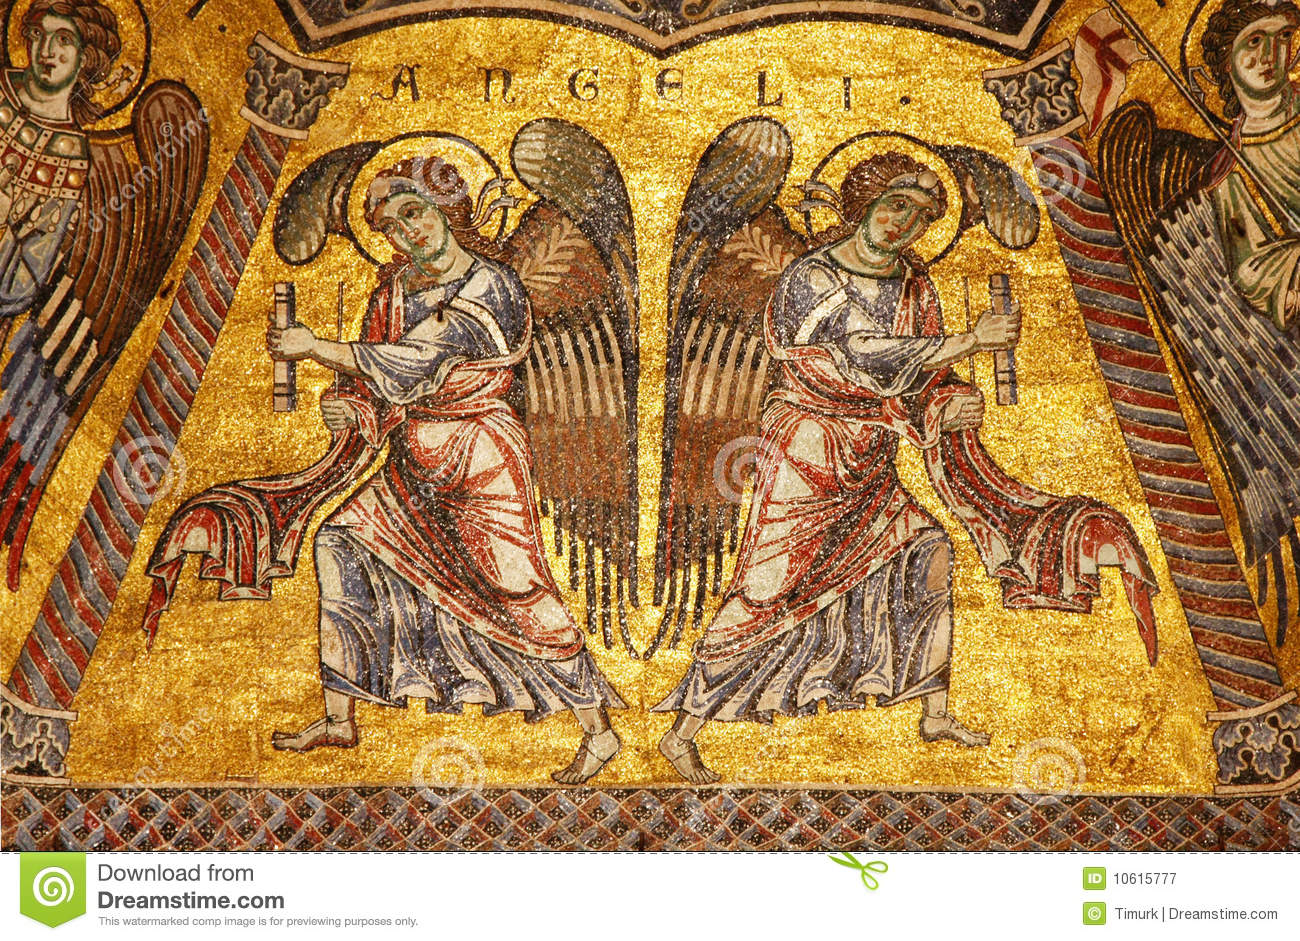 ANGELI.
Download from
Dreamstime.com
This watermarked comp image is for previewing purposes only.
ID 10615777
© Timurk | Dreamstime.com